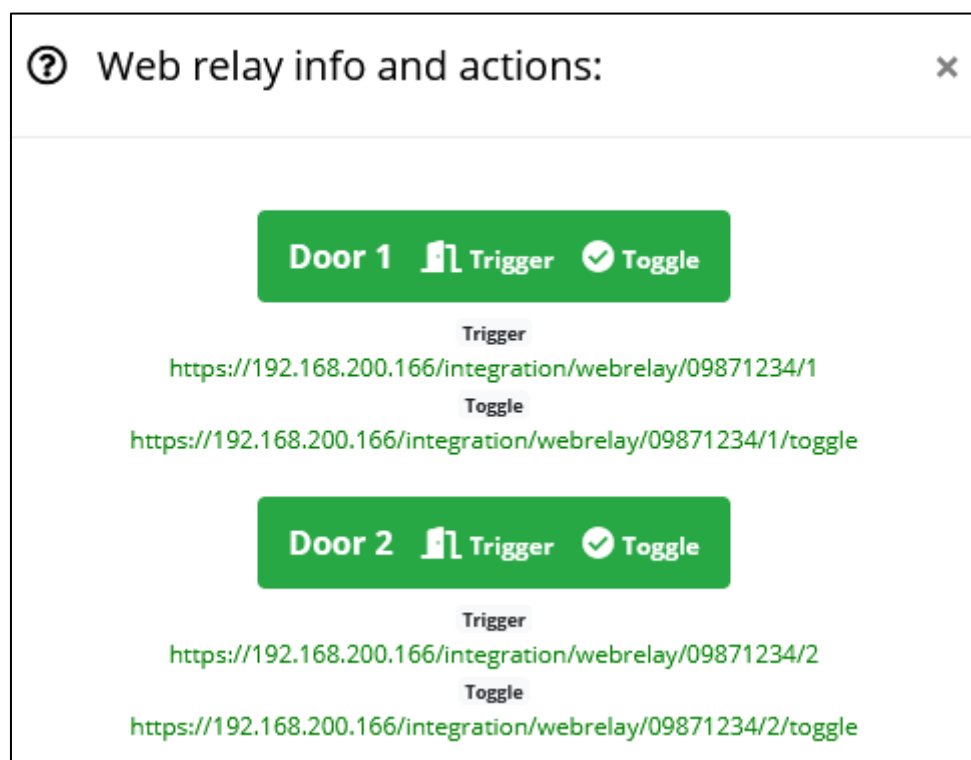 Web relay info and actions:
Door 1 Trigger Toggle
Trigger
https://192.168.200.166/integration/webrelay/09871234/1
Toggle
https://192.168.200.166/integration/webrelay/09871234/1/toggle
Door 2 Trigger Toggle
Trigger
https://192.168.200.166/integration/webrelay/09871234/2
Toggle
https://192.168.200.166/integration/webrelay/09871234/2/toggle